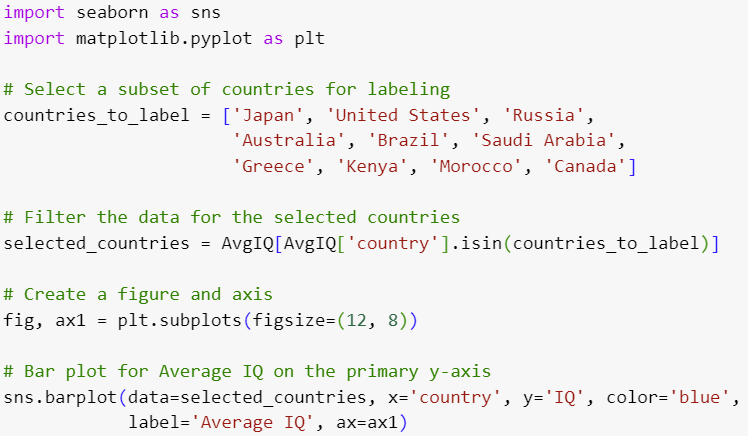 import seaborn as sns
import matplotlib.pyplot as plt

# Select a subset of countries for labeling
countries_to_label = ['Japan', 'United States', 'Russia',
                      'Australia', 'Brazil', 'Saudi Arabia',
                      'Greece', 'Kenya', 'Morocco', 'Canada']

# Filter the data for the selected countries
selected_countries = AvgIQ[AvgIQ['country'].isin(countries_to_label)]

# Create a figure and axis
fig, ax1 = plt.subplots(figsize=(12, 8))

# Bar plot for Average IQ on the primary y-axis
sns.barplot(data=selected_countries, x='country', y='IQ', color='blue',
            label='Average IQ', ax=ax1)